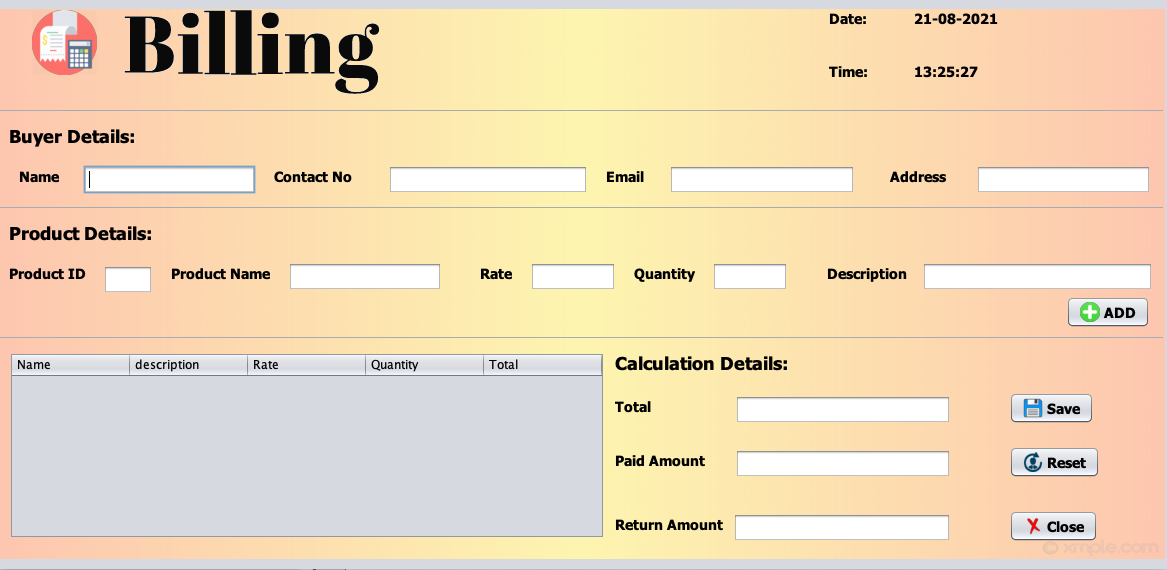 Billing
Date: 21-08-2021
Time: 13:25:27
Buyer Details:
Name Contact No Email Address
Product Details:
Product ID Product Name Rate Quantity Description
ADD
Name description Rate Quantity Total
Calculation Details:
Total Save
Paid Amount Reset
Return Amount Close
© xmple.com